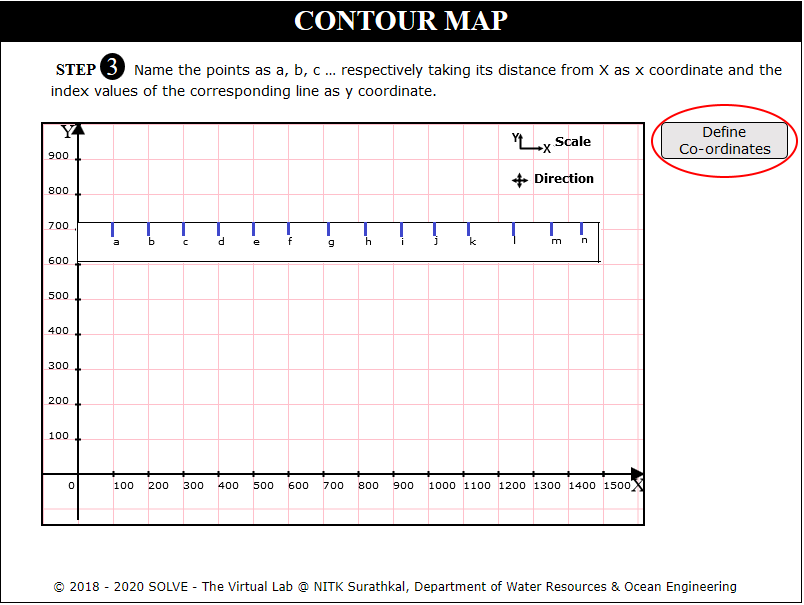 CONTOUR MAP
STEP 3 Name the points as a, b, c ... respectively taking its distance from X as x coordinate and the
index values of the corresponding line as y coordinate.
Define
Co-ordinates
Y
Y
X
Scale
Direction
900
800
700
a b c d e f g h i j k l m n
600
500
400
300
200
100
0 100 200 300 400 500 600 700 800 900 1000 1100 1200 1300 1400 1500 X
© 2018 - 2020 SOLVE - The Virtual Lab @ NITK Surathkal, Department of Water Resources & Ocean Engineering